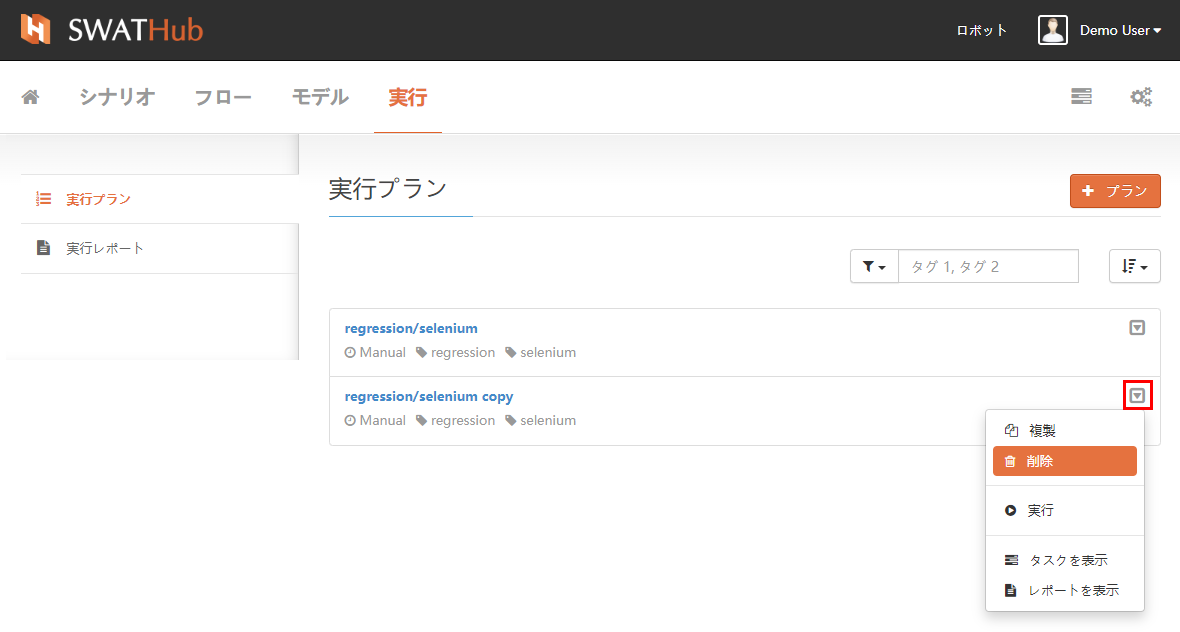 SWATHub
ロボット
Demo User
シナリオ
フロー
モデル
実行
実行プラン
実行レポート
実行プラン
プラン
タグ 1, タグ 2
regression/selenium
Manual regression selenium
regression/selenium copy
Manual regression selenium
複製
削除
実行
タスクを表示
レポートを表示